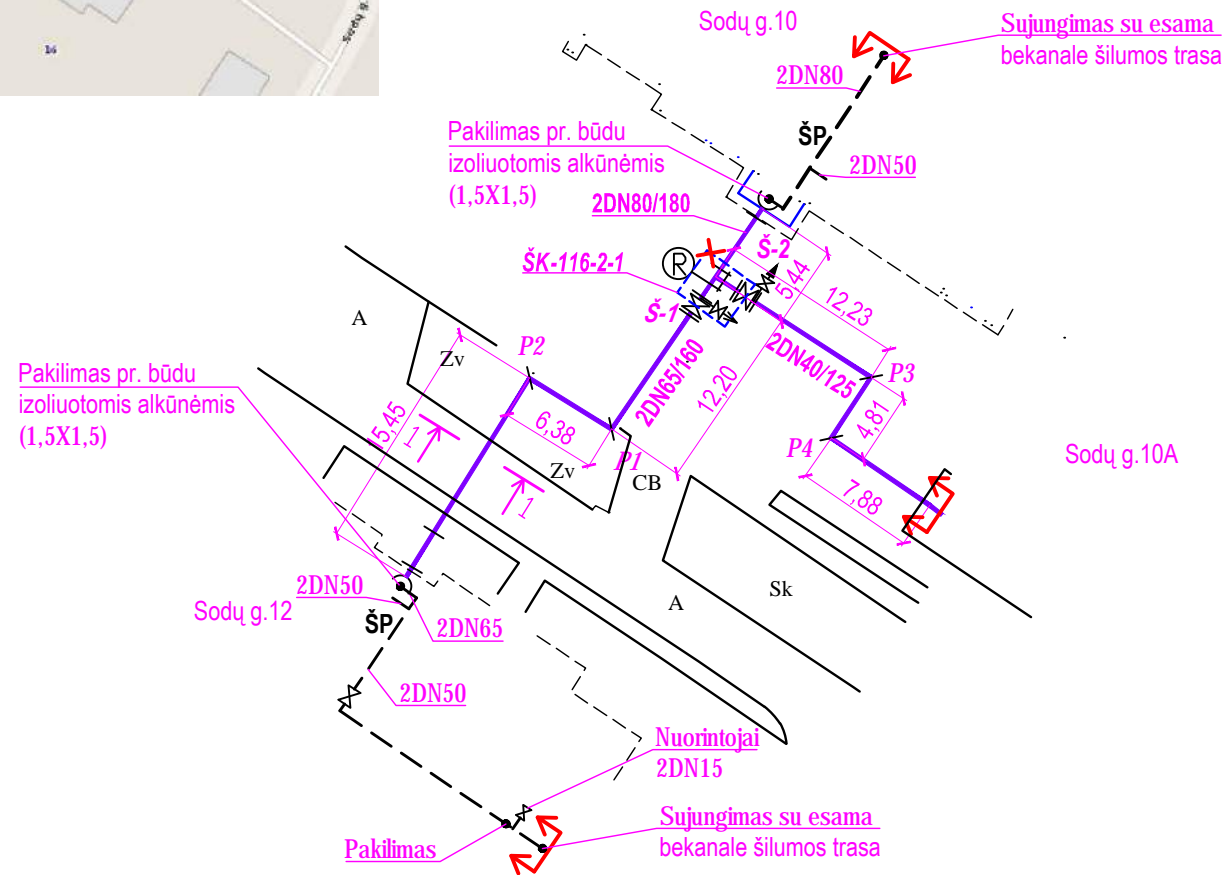 16
Sodų g.10
Sujungimas su esama
bekanale šilumos trasa
2DN80
ŠP
2DN50
Pakilimas pr. būdu
izoliuotomis alkūnėmis
(1,5X1,5)
2DN80/180
ŠK-116-2-1
R
Š-2
Š-1
5,44
12,23
2DN65/160
12,20
2DN40/125
P3
4,81
P4
7,88
Sodų g.10A
A
Zv
P2
Pakilimas pr. būdu
izoliuotomis alkūnėmis
(1,5X1,5)
15,45
1
6,38
P1
Zv
1
CB
Sk
A
2DN50
Sodų g.12
ŠP
2DN65
2DN50
Nuorintojai
2DN15
Sujungimas su esama
bekanale šilumos trasa
Pakilimas